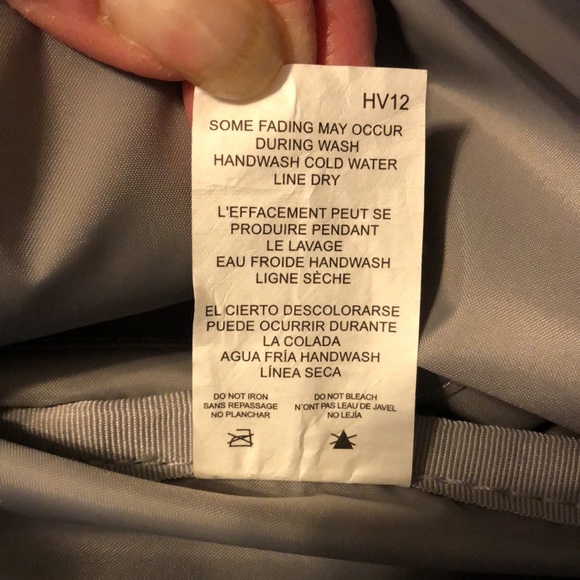 HV12
SOME FADING MAY OCCUR
DURING WASH
HANDWASH COLD WATER
LINE DRY
L'EFFACEMENT PEUT SE
PRODUIRE PENDANT
LE LAVAGE
EAU FROIDE HANDWASH
LIGNE SÈCHE
EL CIERTO DESCOLORARSE
PUEDE OCURRIR DURANTE
LA COLADA
AGUA FRÍA HANDWASH
LÍNEA SECA
DO NOT IRON
SANS REPASSAGE
NO PLANCHAR
DO NOT BLEACH
N'ONT PAS LEAU DE JAVEL
NO LEJÍA